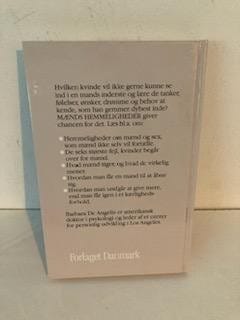 Hvilken kvinde vil ikke gerne kunne se
ind i en mands inderste og lære de tanker,
følelser, ønsker, drømme og behov at
kende, som han gemmer dybest inde?
MÆNDS HEMMELIGHEDER giver
chancen for det. Læs bl.a. om:
Hemmeligheder om mænd og sex,
som mænd ikke selv vil fortælle.
De seks største fejl, kvinder begår
over for mænd.
Hvad mænd siger, og hvad de virkelig
mener.
Hvordan man får en mand til at åbne
sig.
Hvordan man undgår at give mere,
end man får igen i et kærligheds-
forhold.
Barbara De Angelis er amerikansk
doktor i psykologi og leder af et center
for personlig udvikling i Los Angeles.
Forlaget Danmark